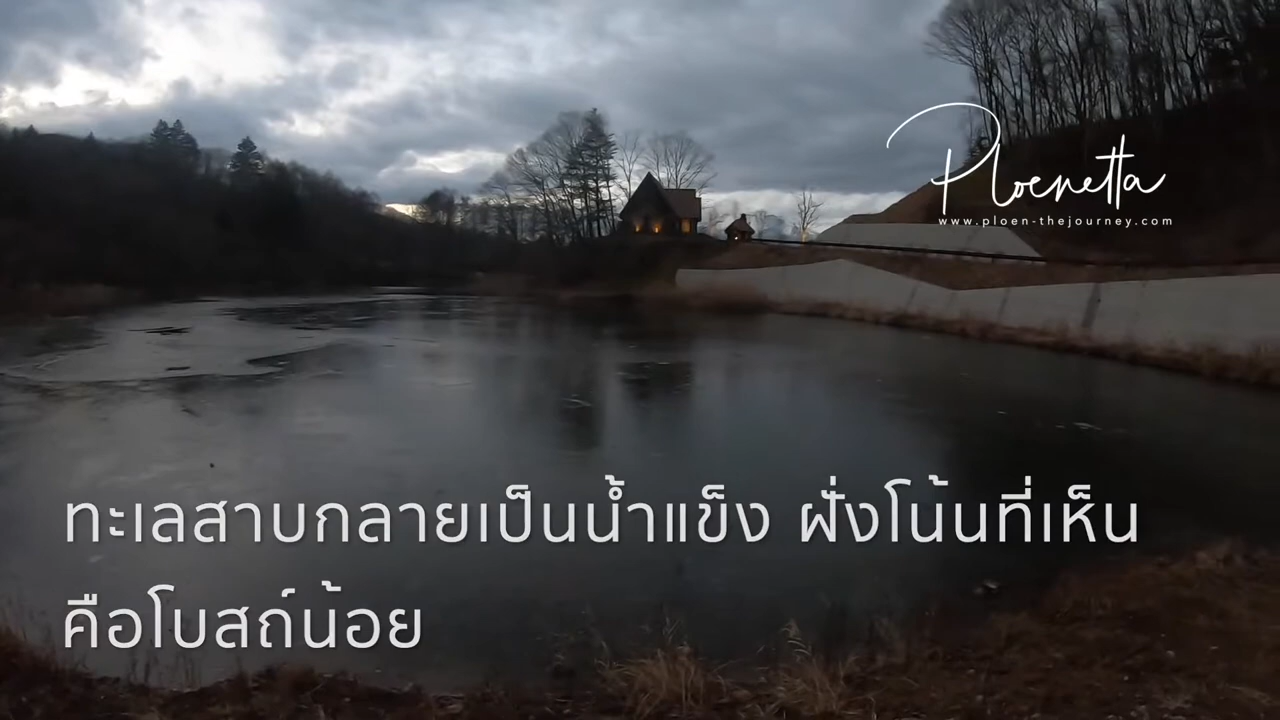 Ploenetta
www.ploen-thejourney.com
ทะเลสาบกลายเป็นน้ำแข็ง ฝั่งโน้นที่เห็น
คือโบสถ์น้อย